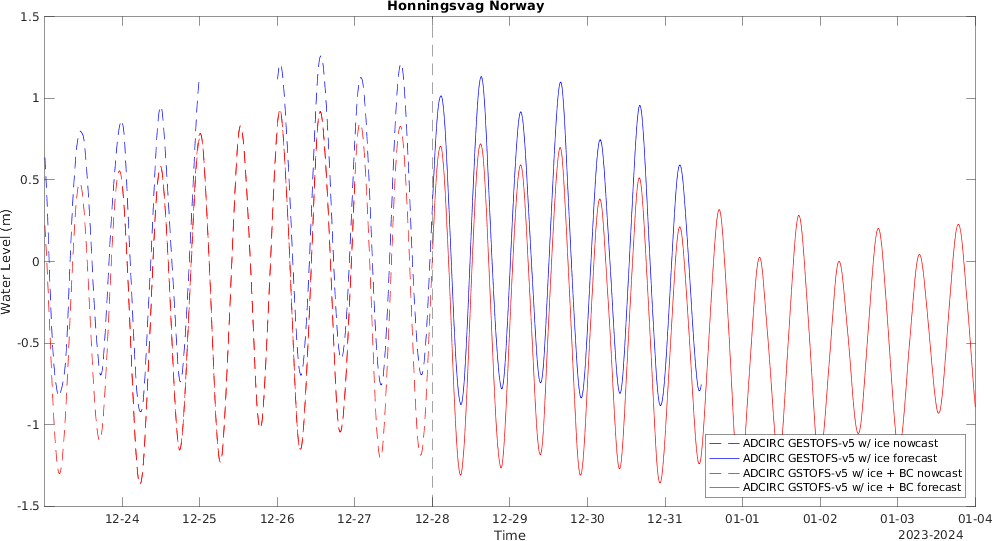 Honningsvag Norway
1.5
1
0.5
0
-0.5
-1
-1.5
Water Level (m)
ADCIRC GESTOFS-v5 w/ ice nowcast
ADCIRC GESTOFS-v5 w/ ice forecast
ADCIRC GSTOFS-v5 w/ ice + BC nowcast
ADCIRC GSTOFS-v5 w/ ice + BC forecast
12-24 12-25 12-26 12-27 12-28 12-29 12-30 12-31 01-01 01-02 01-03 01-04
Time
2023-2024